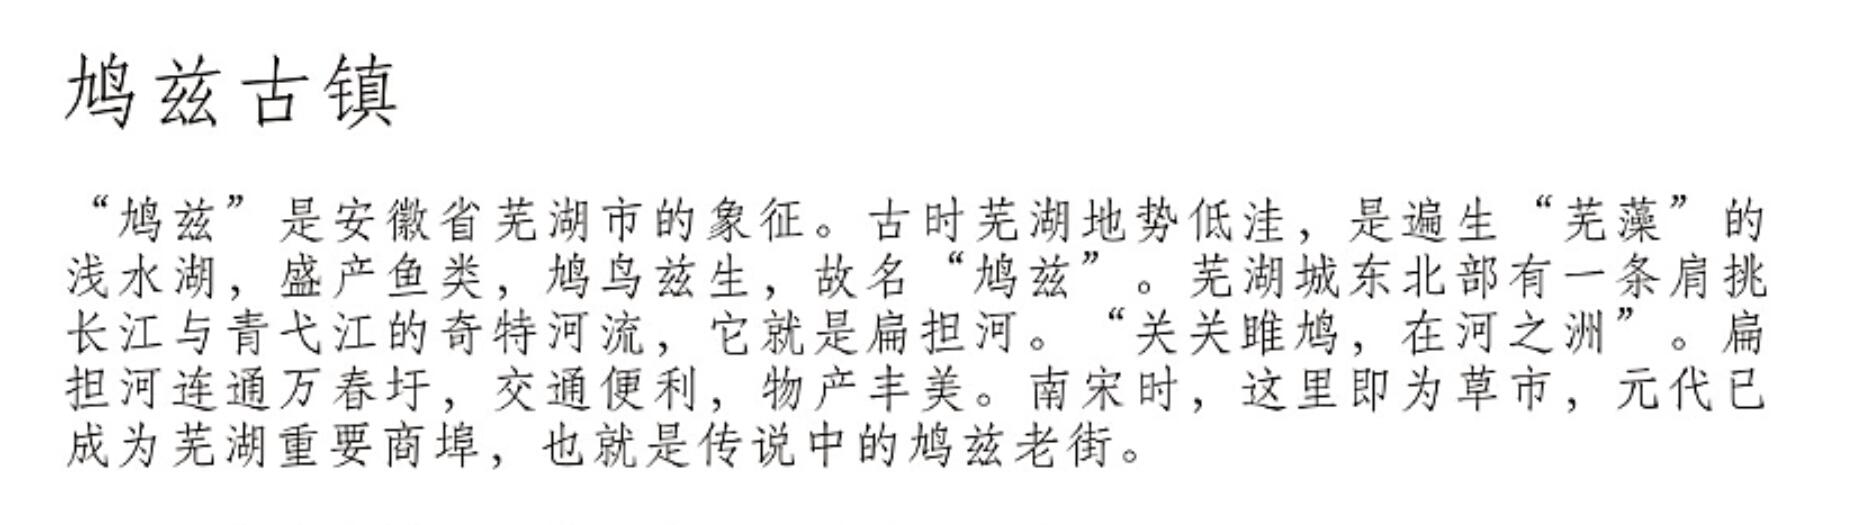 鸠兹古镇
“鸠兹”是安徽省芜湖市的象征。古时芜湖地势低洼，是遍生“芜藻”的
浅水湖，盛产鱼类，鸠鸟兹生，故名“鸠兹”。芜湖城东北部有一条肩挑
长江与青弋江的奇特河流，它就是扁担河。“关关雎鸠，在河之洲”。扁
担河连通万春圩，交通便利，物产丰美。南宋时，这里即为草市，元代已
成为芜湖重要商埠，也就是传说中的鸠兹老街。